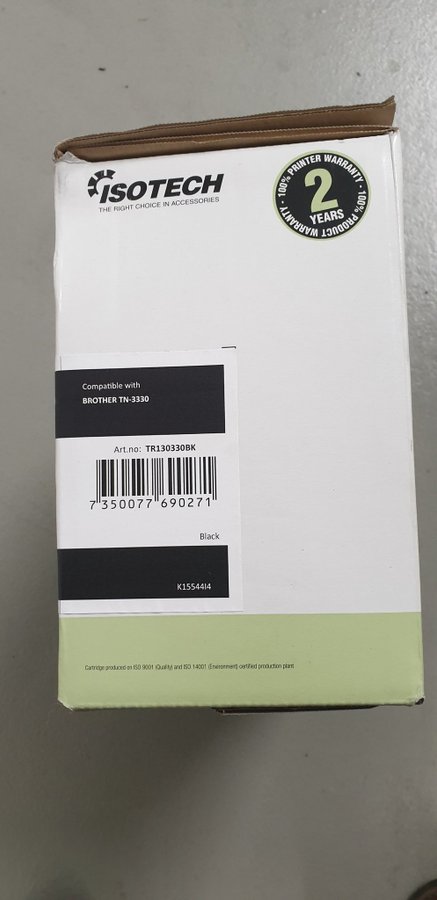 ISOTECH
THE RIGHT CHOICE IN ACCESSORIES
100% PRINTER WARRANTY · 100% PRODUCT WARRANTY ·
2
YEARS
Compatible with
BROTHER TN-3330
Art.no: TR130330BK
7 350077 690271
Black
K15544I4
Cartridge produced on ISO 9001 (Quality) and ISO 14001 (Environment) certified production plant